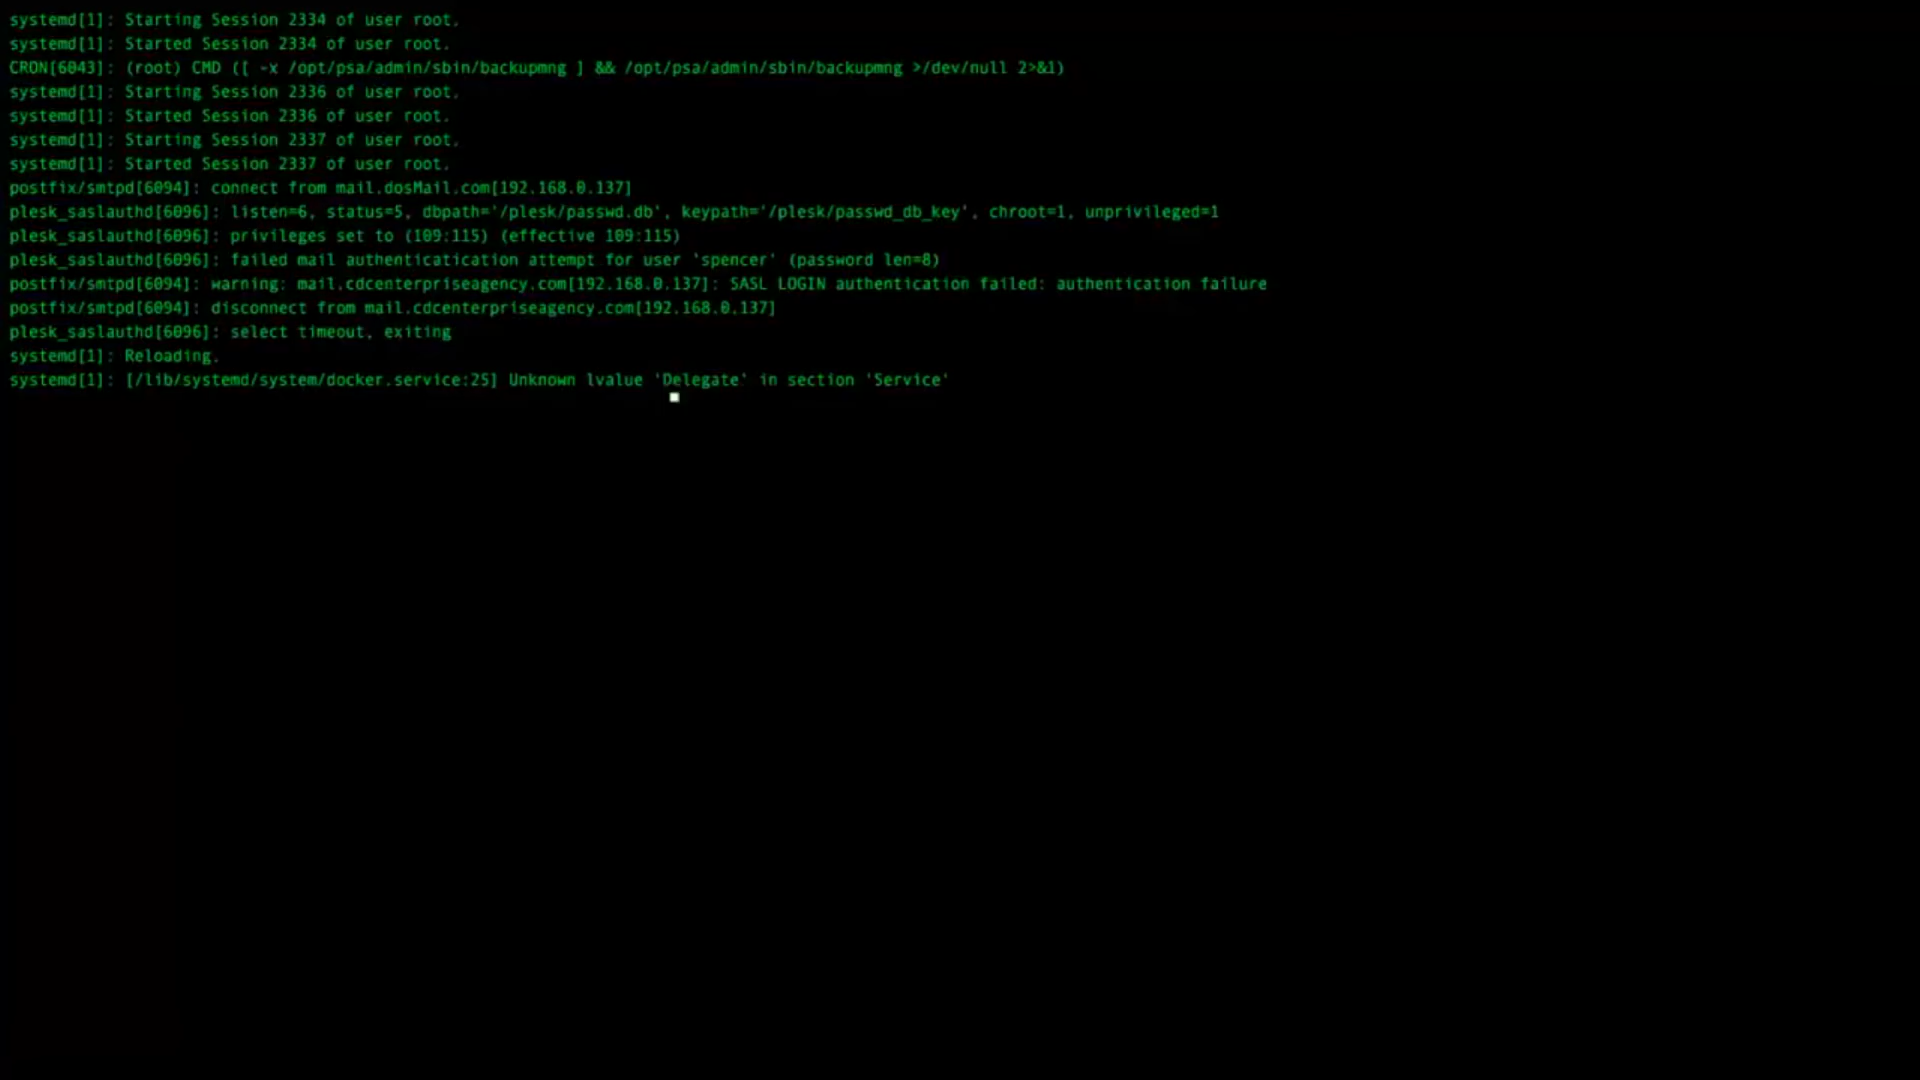 systemd[1]: Starting Session 2334 of user root.
systemd[1]: Started Session 2334 of user root.
CRON[6043]: (root) CMD ([ -x /opt/psa/admin/sbin/backupmng ] && /opt/psa/admin/sbin/backupmng >/dev/null 2>&1)
systemd[1]: Starting Session 2336 of user root.
systemd[1]: Started Session 2336 of user root.
systemd[1]: Starting Session 2337 of user root.
systemd[1]: Started Session 2337 of user root.
postfix/smtpd[6094]: connect from mail.dosMail.com[192.168.0.137]
plesk_saslauthd[6096]: listen=6, status=5, dbpath='/plesk/passwd.db', keypath='/plesk/passwd_db_key', chroot=1, unprivileged=1
plesk_saslauthd[6096]: privileges set to (109:115) (effective 109:115)
plesk_saslauthd[6096]: failed mail authenticatication attempt for user 'spencer' (password len=8)
postfix/smtpd[6094]: warning: mail.cdcenterpriseagency.com[192.168.0.137]: SASL LOGIN authentication failed: authentication failure
postfix/smtpd[6094]: disconnect from mail.cdcenterpriseagency.com[192.168.0.137]
plesk_saslauthd[6096]: select timeout, exiting
systemd[1]: Reloading.
systemd[1]: [/lib/systemd/system/docker.service:25] Unknown lvalue 'Delegate' in section 'Service'